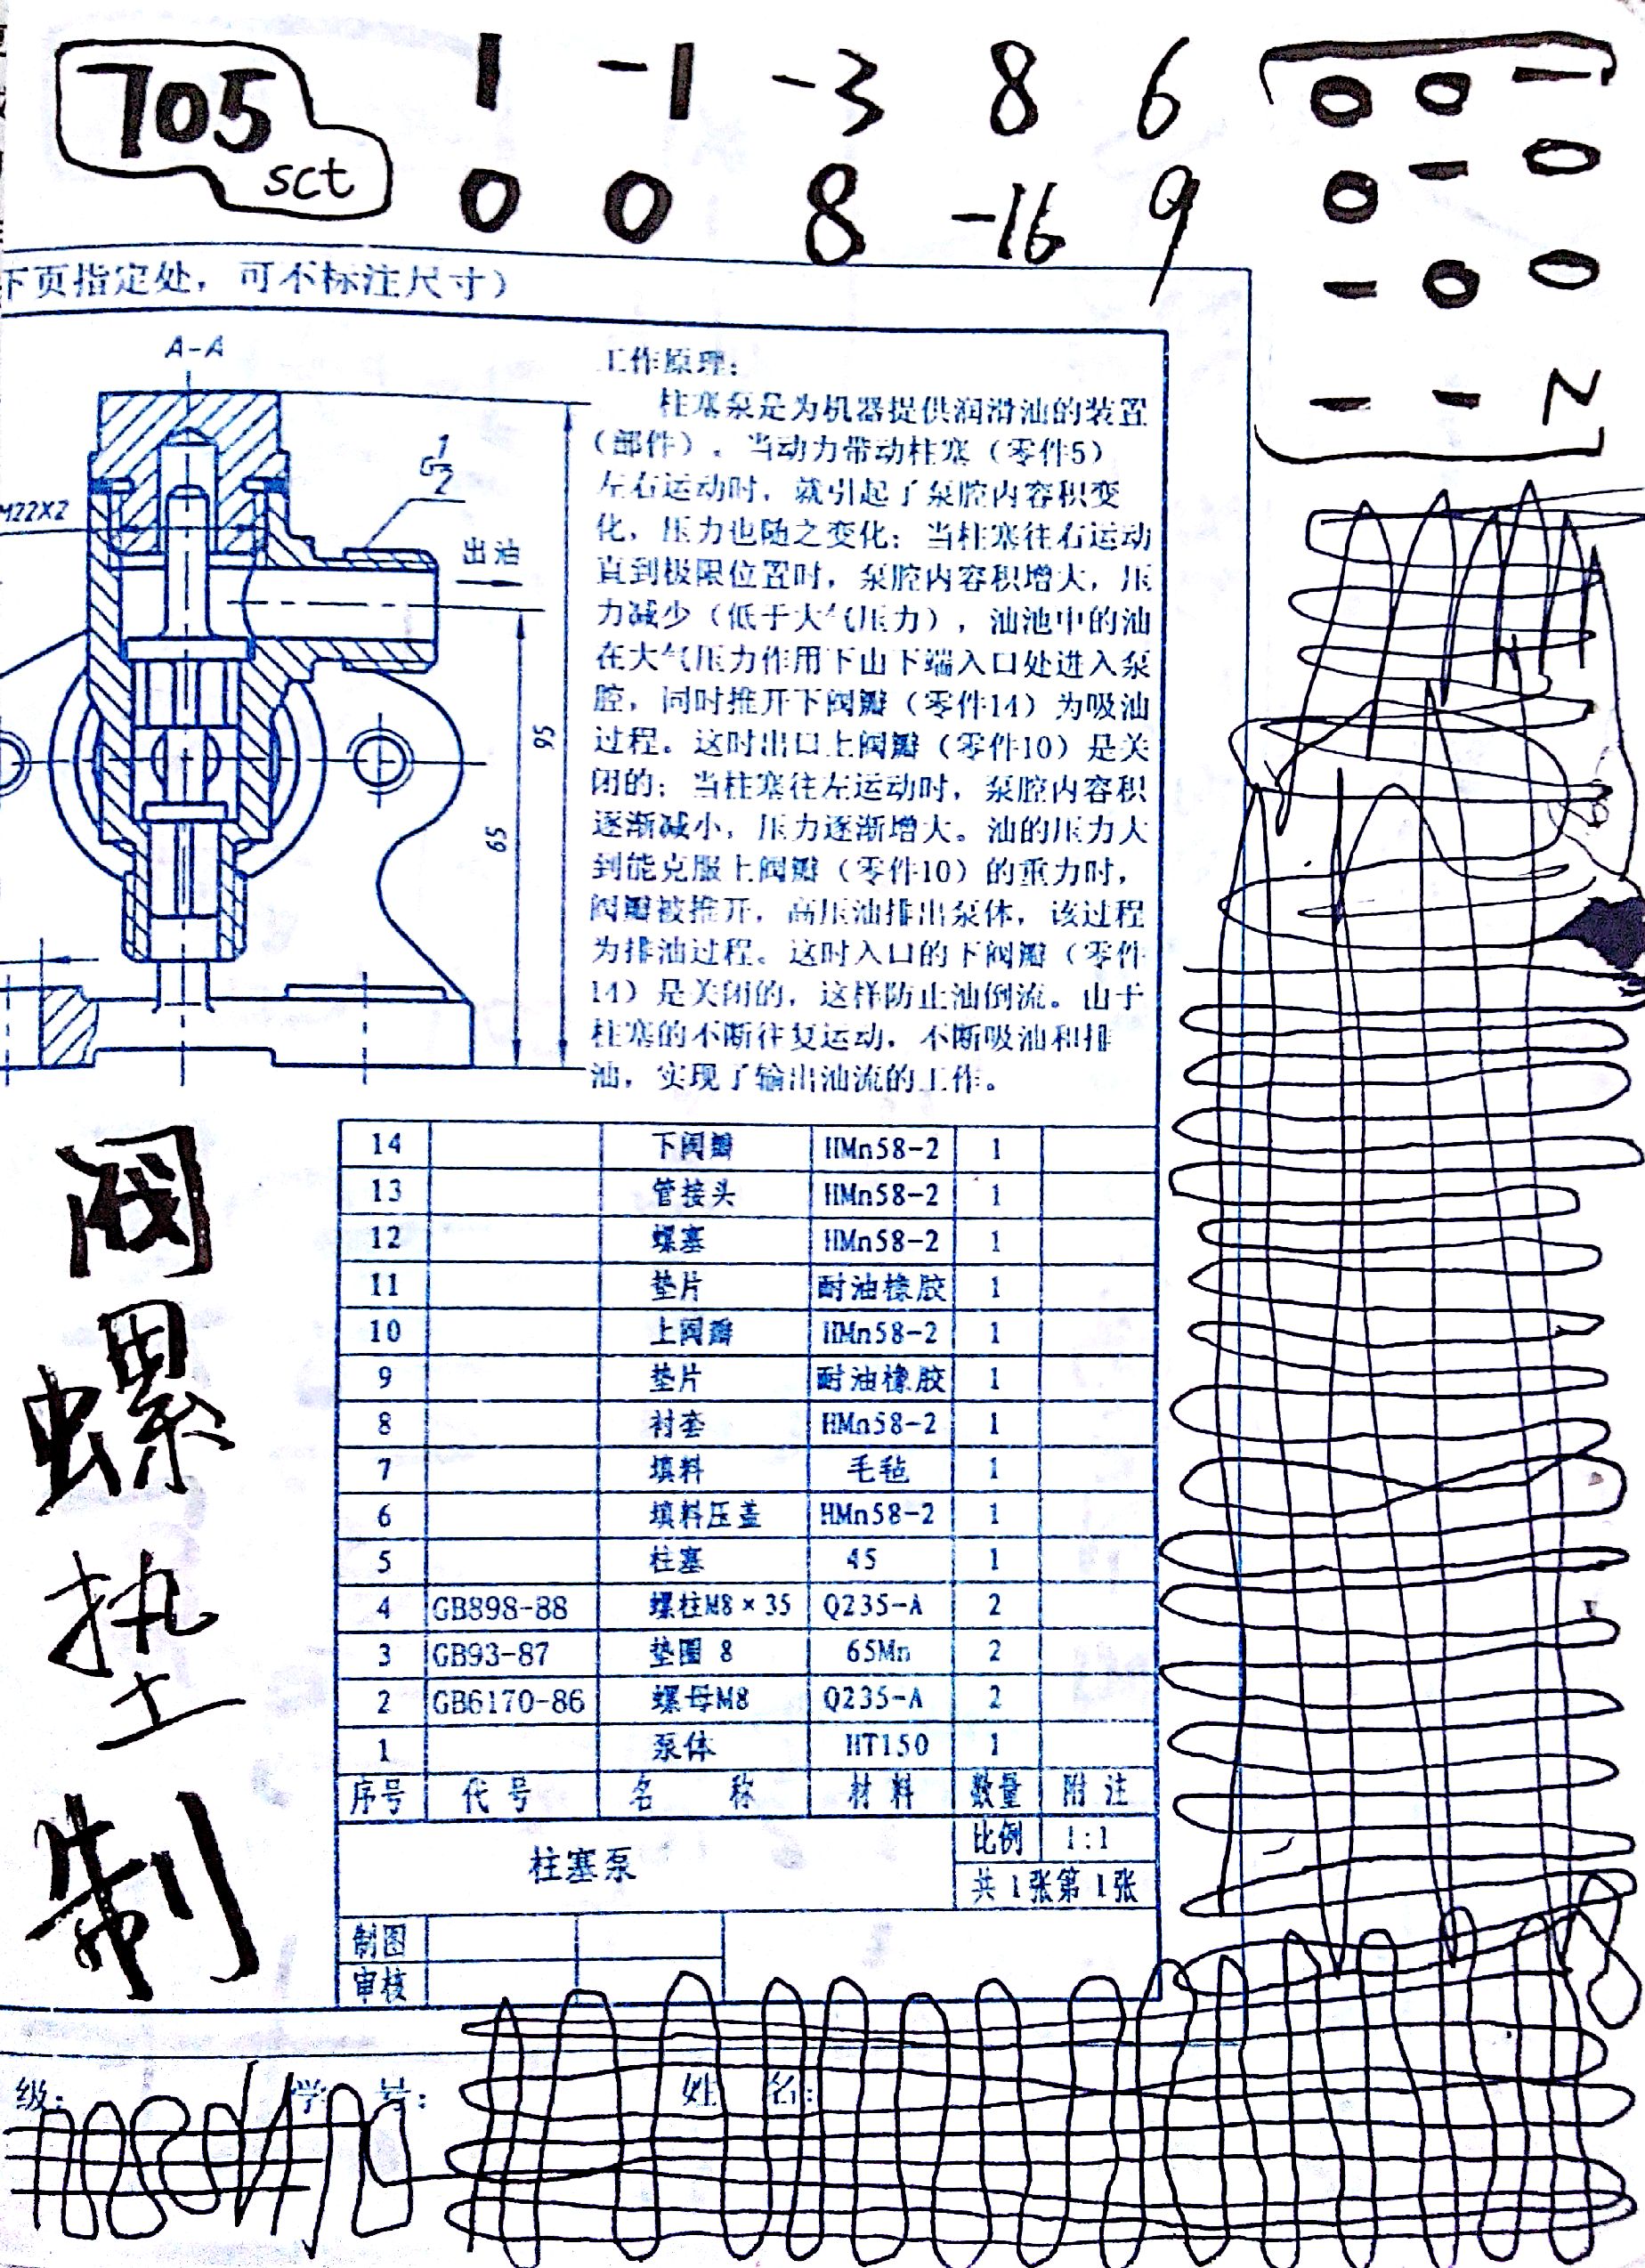 705
sct
1 -1 -3 8 6
0 0 8 -16 9
下页指定处，可不标注尺寸）
A-A
G1/2
M22X2
出油
95
65
工作原理：
柱塞泵是为机器提供润滑油的装置
（部件）。当动力带动柱塞（零件5）
左右运动时，就引起了泵腔内容积变
化，压力也随之变化：当柱塞往右运动
直到极限位置时，泵腔内容积增大，压
力减少（低于大气压力），油池中的油
在大气压力作用下由下端入口处进入泵
腔，同时推开下阀瓣（零件14）为吸油
过程。这时出口上阀瓣（零件10）是关
闭的；当柱塞往左运动时，泵腔内容积
逐渐减小，压力逐渐增大。油的压力大
到能克服上阀瓣（零件10）的重力时，
阀瓣被推开，高压油排出泵体，该过程
为排油过程。这时入口的下阀瓣（零件
14）是关闭的，这样防止油倒流。由于
柱塞的不断往复运动，不断吸油和排
油，实现了输出油流的工作。
14 下阀瓣 HMn58-2 1
13 管接头 HMn58-2 1
12 螺塞 HMn58-2 1
11 垫片 耐油橡胶 1
10 上阀瓣 HMn58-2 1
9 垫片 耐油橡胶 1
8 衬套 HMn58-2 1
7 填料 毛毡 1
6 填料压盖 HMn58-2 1
5 柱塞 45 1
4 GB898-88 螺柱M8×35 Q235-A 2
3 GB93-87 垫圈 8 65Mn 2
2 GB6170-86 螺母M8 Q235-A 2
1 泵体 HT150 1
序号 代号 名称 材料 数量 附注
柱塞泵
比例 1:1
共1张第1张
制图
审核
级： 学号： 姓名：
阀
螺
垫
制